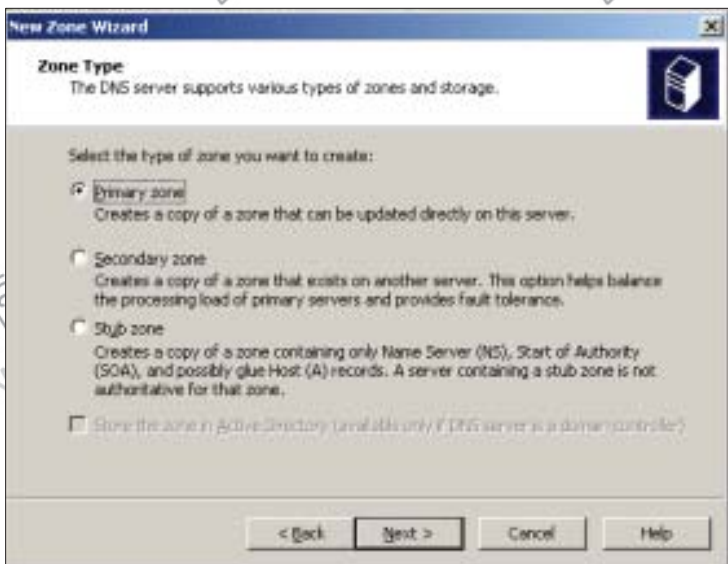 New Zone Wizard
Zone Type
The DNS server supports various types of zones and storage.
Select the type of zone you want to create:
Primary zone
Creates a copy of a zone that can be updated directly on this server.
Secondary zone
Creates a copy of a zone that exists on another server. This option helps balance
the processing load of primary servers and provides fault tolerance.
Stub zone
Creates a copy of a zone containing only Name Server (NS), Start of Authority
(SOA), and possibly glue Host (A) records. A server containing a stub zone is not
authoritative for that zone.
Store the zone in Active Directory (available only if DNS server is a domain controller)
< Back
Next >
Cancel
Help